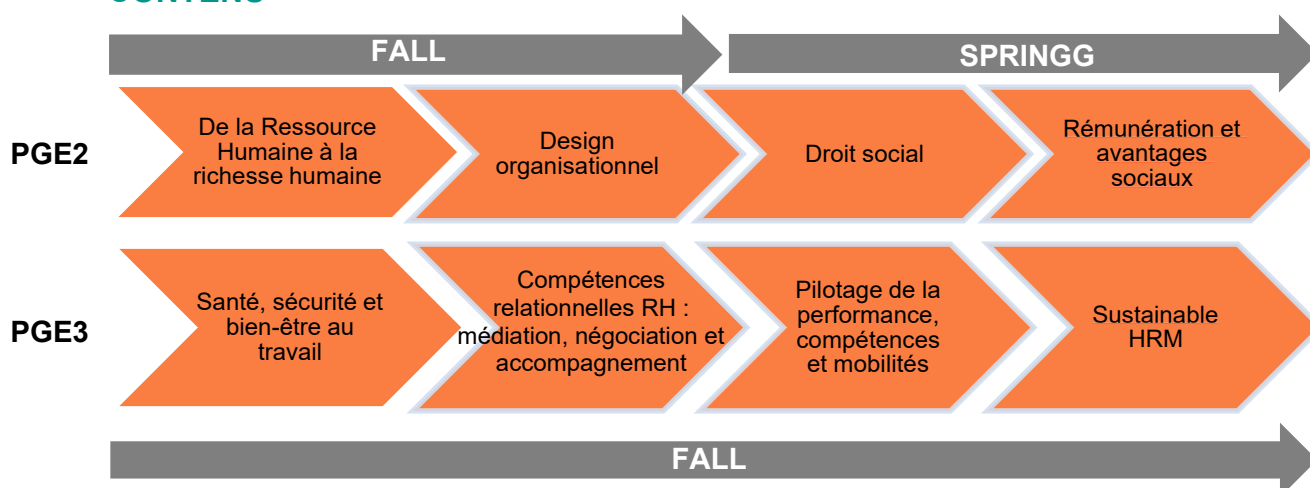 CONTENU
FALL
SPRINGG
PGE2
De la Ressource
Humaine à la
richesse humaine
Design
organisationnel
Droit social
Rémunération et
avantages
sociaux
PGE3
Santé, sécurité et
bien-être au
travail
Compétences
relationnelles RH :
médiation, négociation et
accompagnement
Pilotage de la
performance,
compétences
et mobilités
Sustainable
HRM
FALL